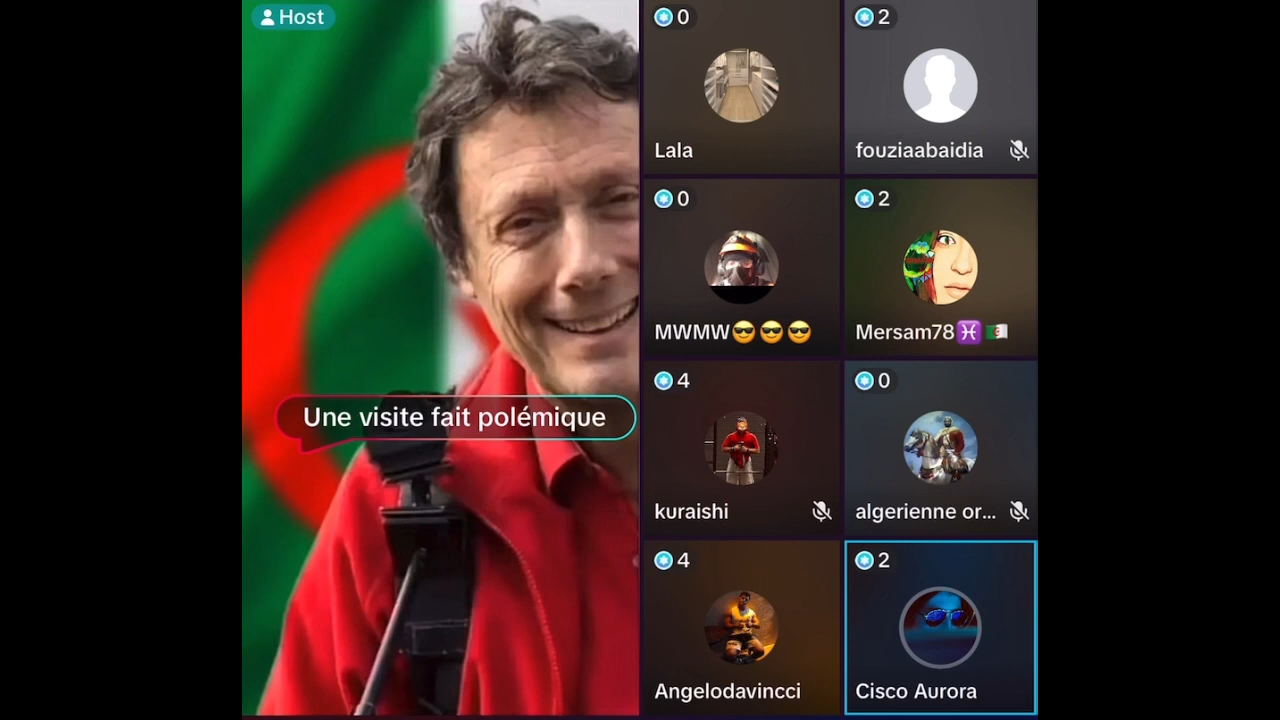 Host
Une visite fait polémique
0
Lala
2
fouziaabaidia
0
MWMW😎😎😎
2
Mersam78♓🇩🇿
4
kuraishi
0
algerienne or...
4
Angelodavincci
2
Cisco Aurora